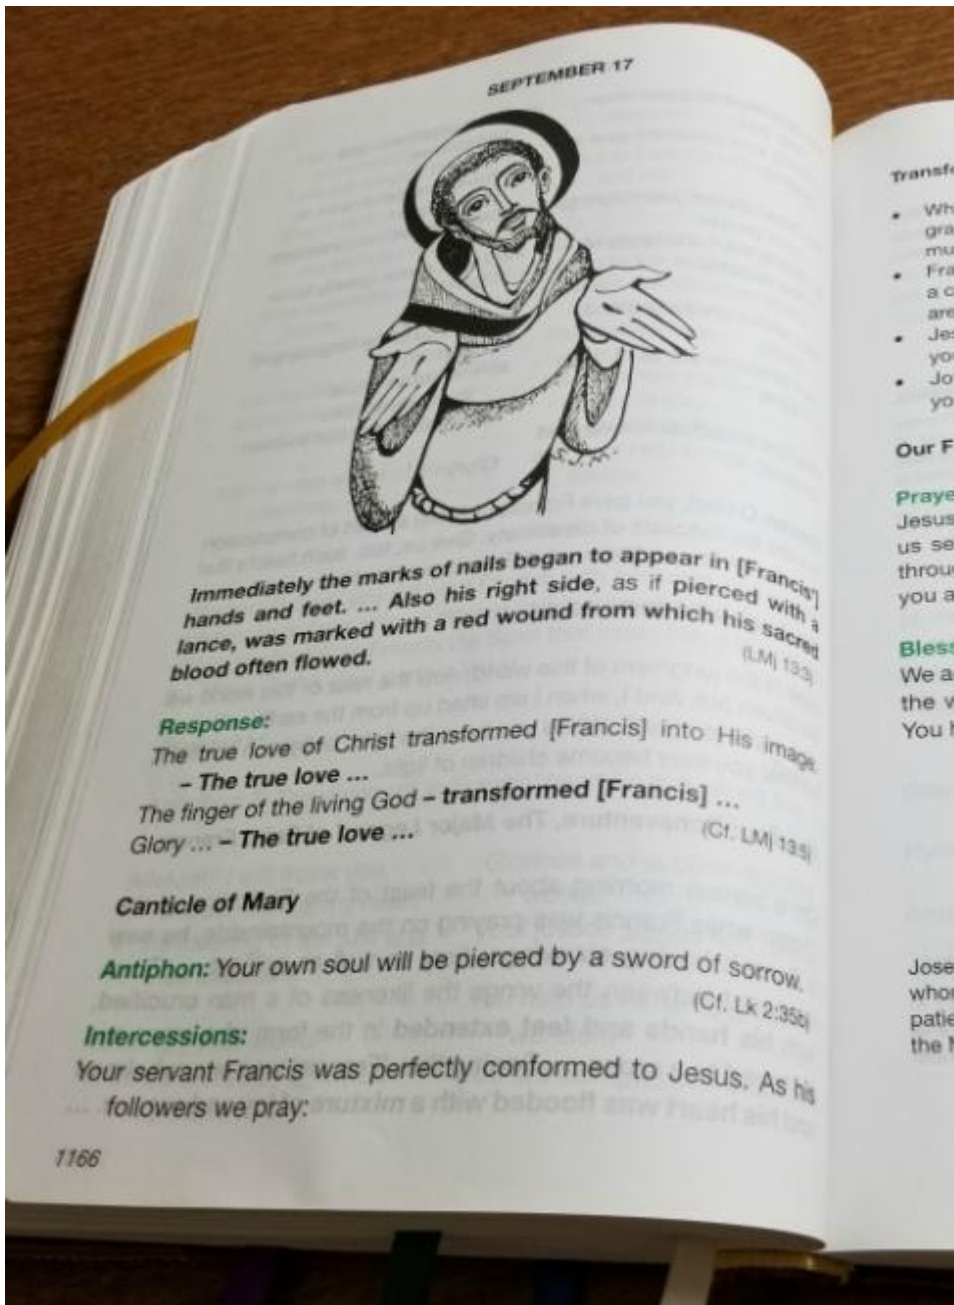 SEPTEMBER 17
Immediately the marks of nails began to appear in [Francis']
hands and feet. ... Also his right side, as if pierced with a
lance, was marked with a red wound from which his sacred
blood often flowed.
(LMj 13:3)
Response:
The true love of Christ transformed [Francis] into His image.
– The true love ...
The finger of the living God – transformed [Francis] ...
Glory ... – The true love ...
(Cf. LMj 13:5)
Canticle of Mary
Antiphon: Your own soul will be pierced by a sword of sorrow.
(Cf. Lk 2:35b)
Intercessions:
Your servant Francis was perfectly conformed to Jesus. As his
followers we pray:
1166
Our F
Praye
Jesus
us se
throu
you a
Bless
We a
the w
You h
Jose
whor
patie
the M